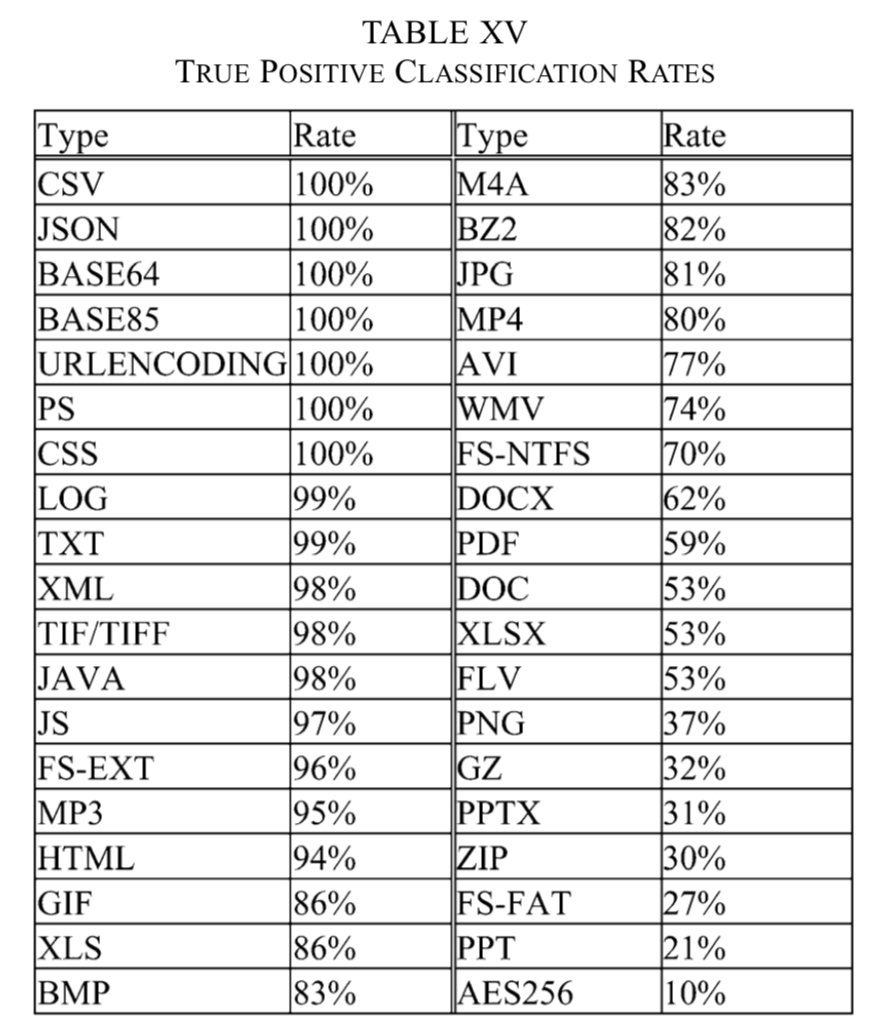 TABLE XV
TRUE POSITIVE CLASSIFICATION RATES
Type Rate Type Rate
CSV 100% M4A 83%
JSON 100% BZ2 82%
BASE64 100% JPG 81%
BASE85 100% MP4 80%
URLENCODING 100% AVI 77%
PS 100% WMV 74%
CSS 100% FS-NTFS 70%
LOG 99% DOCX 62%
TXT 99% PDF 59%
XML 98% DOC 53%
TIF/TIFF 98% XLSX 53%
JAVA 98% FLV 53%
JS 97% PNG 37%
FS-EXT 96% GZ 32%
MP3 95% PPTX 31%
HTML 94% ZIP 30%
GIF 86% FS-FAT 27%
XLS 86% PPT 21%
BMP 83% AES256 10%